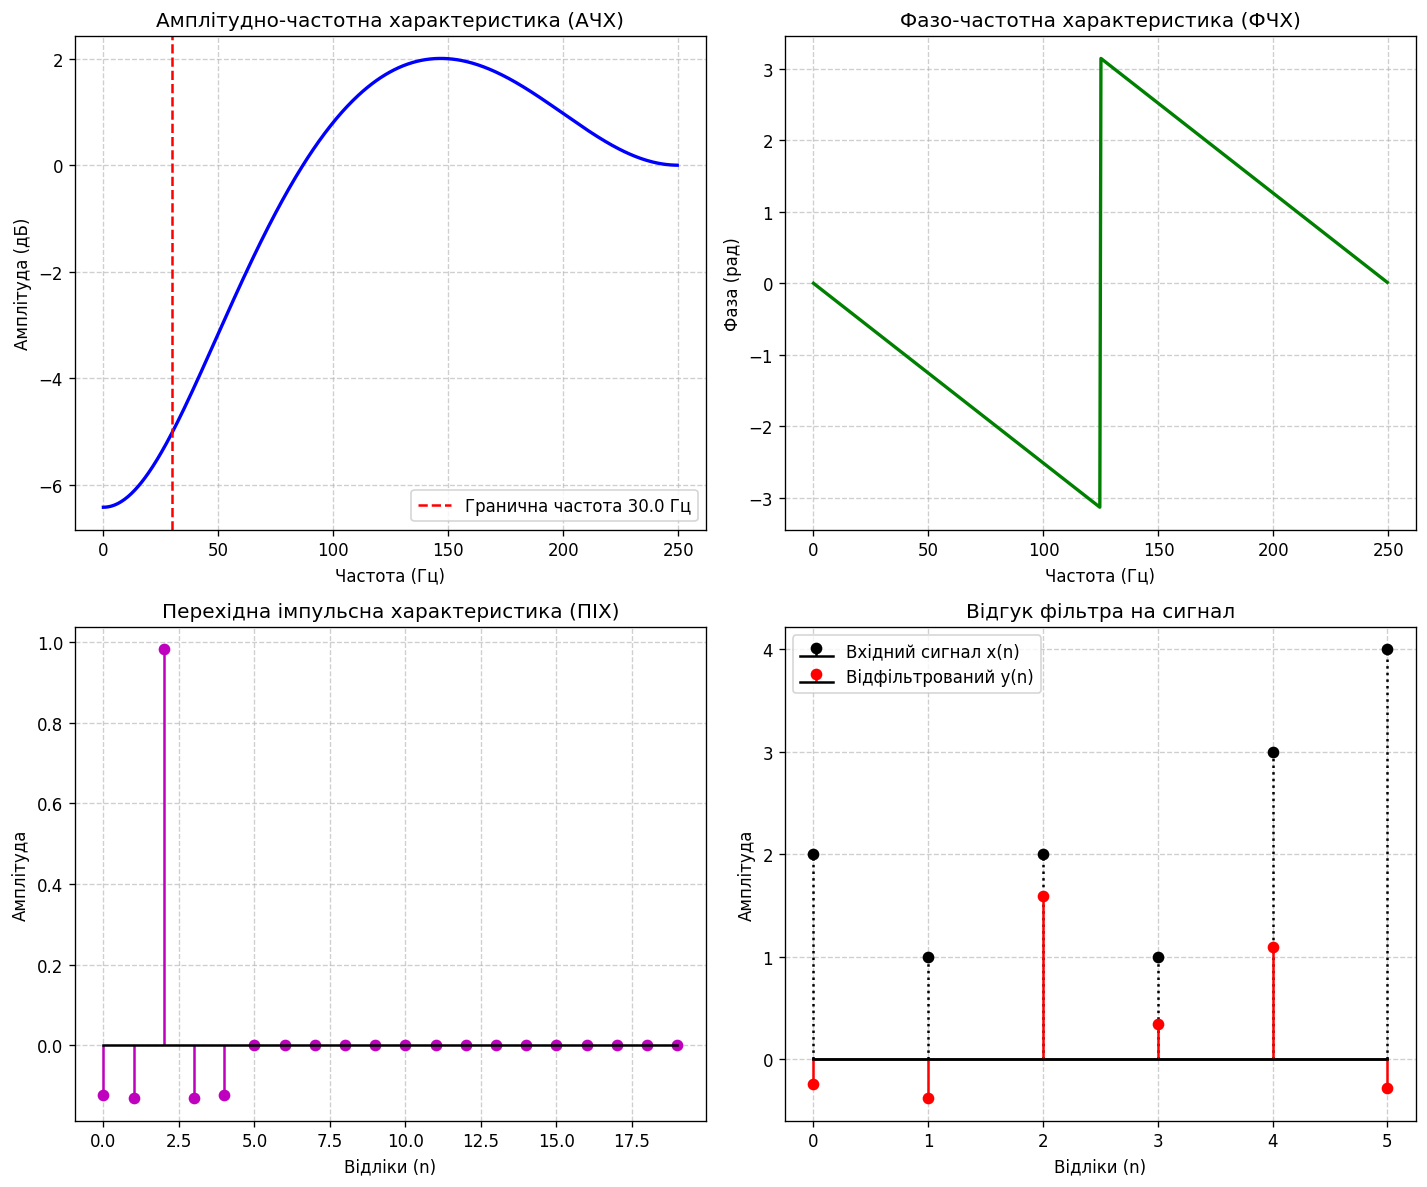 Амплітудно-частотна характеристика (АЧХ)
Амплітуда (дБ)
2
0
−2
−4
−6
Гранична частота 30.0 Гц
0 50 100 150 200 250
Частота (Гц)
Фазо-частотна характеристика (ФЧХ)
Фаза (рад)
3
2
1
0
−1
−2
−3
0 50 100 150 200 250
Частота (Гц)
Перехідна імпульсна характеристика (ПІХ)
Амплітуда
1.0
0.8
0.6
0.4
0.2
0.0
0.0 2.5 5.0 7.5 10.0 12.5 15.0 17.5
Відліки (n)
Відгук фільтра на сигнал
Вхідний сигнал x(n)
Відфільтрований y(n)
Амплітуда
4
3
2
1
0
0 1 2 3 4 5
Відліки (n)